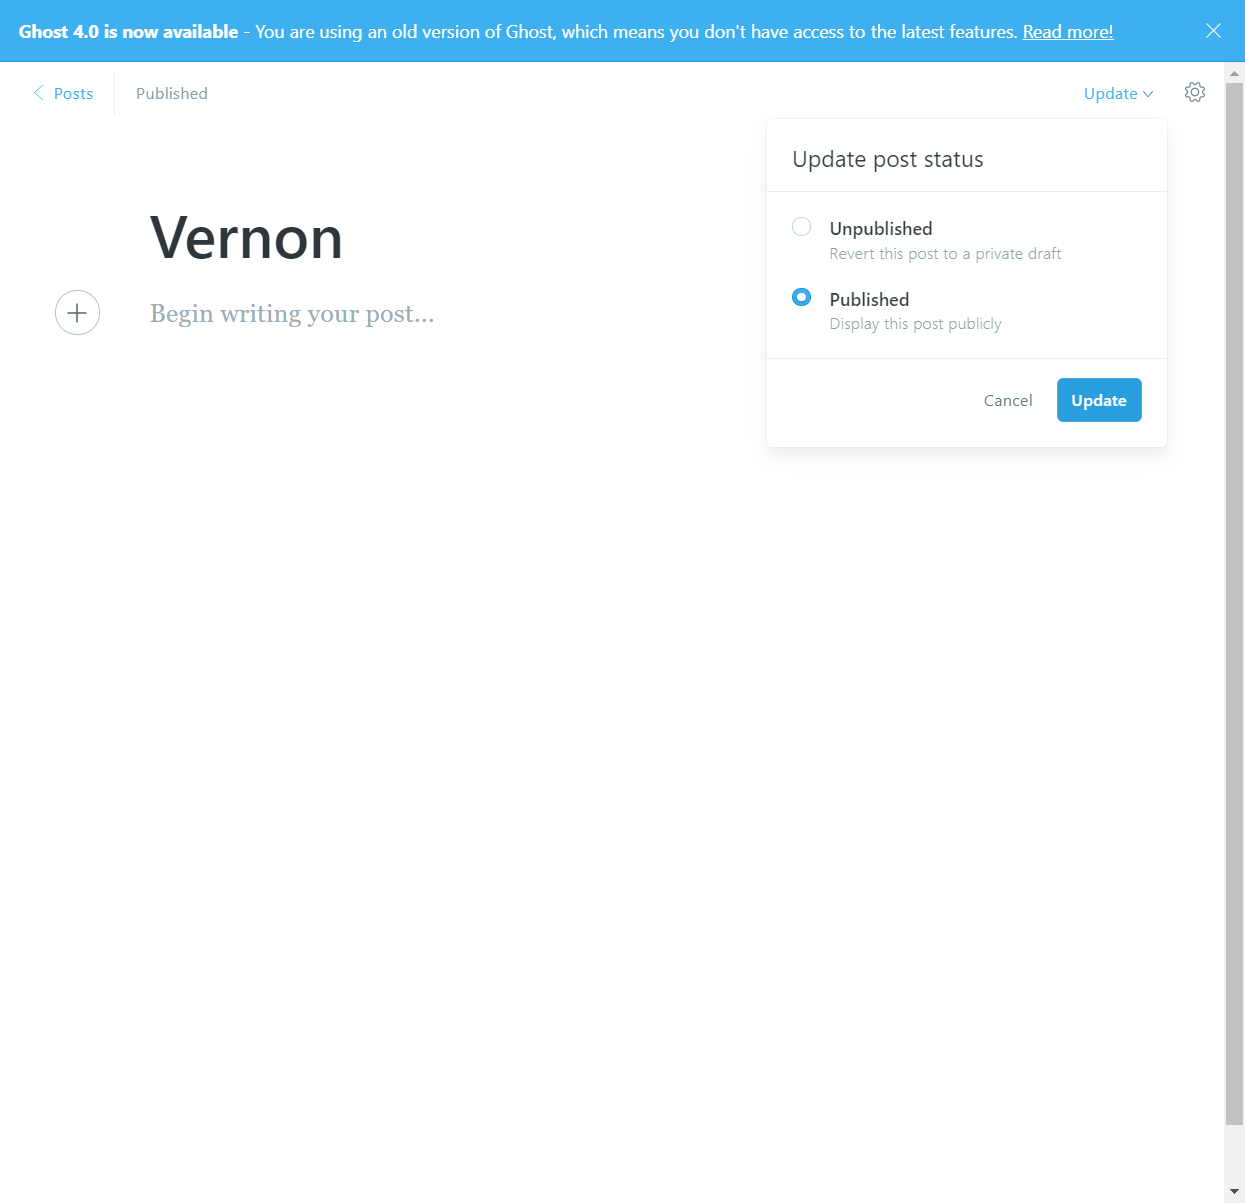 Ghost 4.0 is now available - You are using an old version of Ghost, which means you don't have access to the latest features. Read more!
Posts
Published
Update
Update post status
Vernon
Unpublished
Revert this post to a private draft
Begin writing your post...
Published
Display this post publicly
Cancel
Update